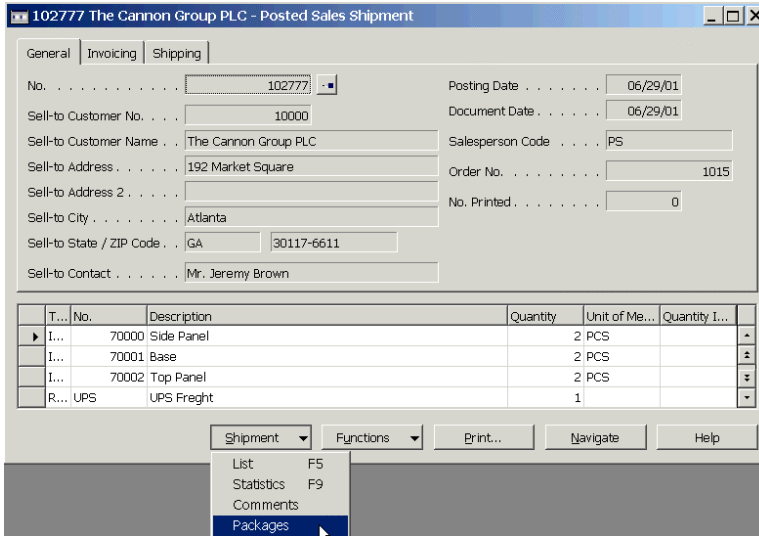 102777 The Cannon Group PLC - Posted Sales Shipment
General Invoicing Shipping
No. . . . . . . . . . . . . 102777 Posting Date . . . . . . . 06/29/01
Sell-to Customer No. . . . . 10000 Document Date . . . . . . 06/29/01
Sell-to Customer Name . . The Cannon Group PLC Salesperson Code . . . . PS
Sell-to Address . . . . . . 192 Market Square Order No. . . . . . . . . 1015
Sell-to Address 2 . . . . . No. Printed . . . . . . . . 0
Sell-to City . . . . . . . . Atlanta
Sell-to State / ZIP Code . . GA 30117-6611
Sell-to Contact . . . . . . Mr. Jeremy Brown
T... No. Description Quantity Unit of Me... Quantity I...
I... 70000 Side Panel 2 PCS
I... 70001 Base 2 PCS
I... 70002 Top Panel 2 PCS
R... UPS UPS Freght 1
Shipment Functions Print... Navigate Help
List F5
Statistics F9
Comments
Packages